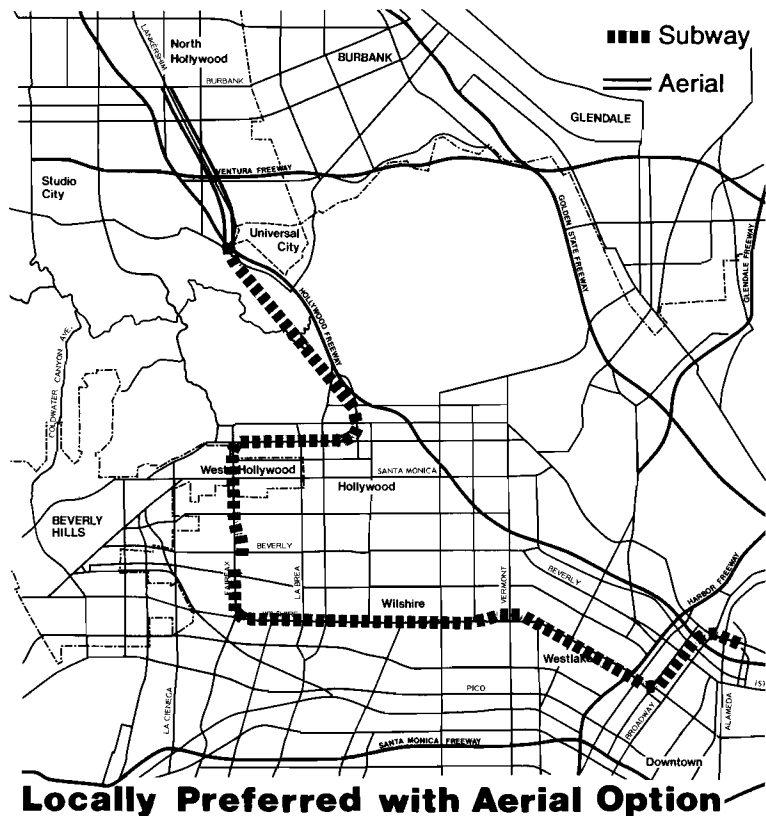 Subway
Aerial
LANKERSHIM
North
Hollywood
BURBANK
BURBANK
GLENDALE
VENTURA FREEWAY
Studio
City
Universal
City
GOLDEN STATE FREEWAY
GLENDALE FREEWAY
HOLLYWOOD FREEWAY
COLDWATER CANYON AVE.
West Hollywood
SANTA MONICA
Hollywood
BEVERLY
HILLS
BEVERLY
BEVERLY
LA BREA
VERMONT
HARBOR FREEWAY
Wilshire
Westlake
PICO
LA CIENEGA
BROADWAY
ALAMEDA
1ST
SANTA MONICA FREEWAY
Downtown
Locally Preferred with Aerial Option